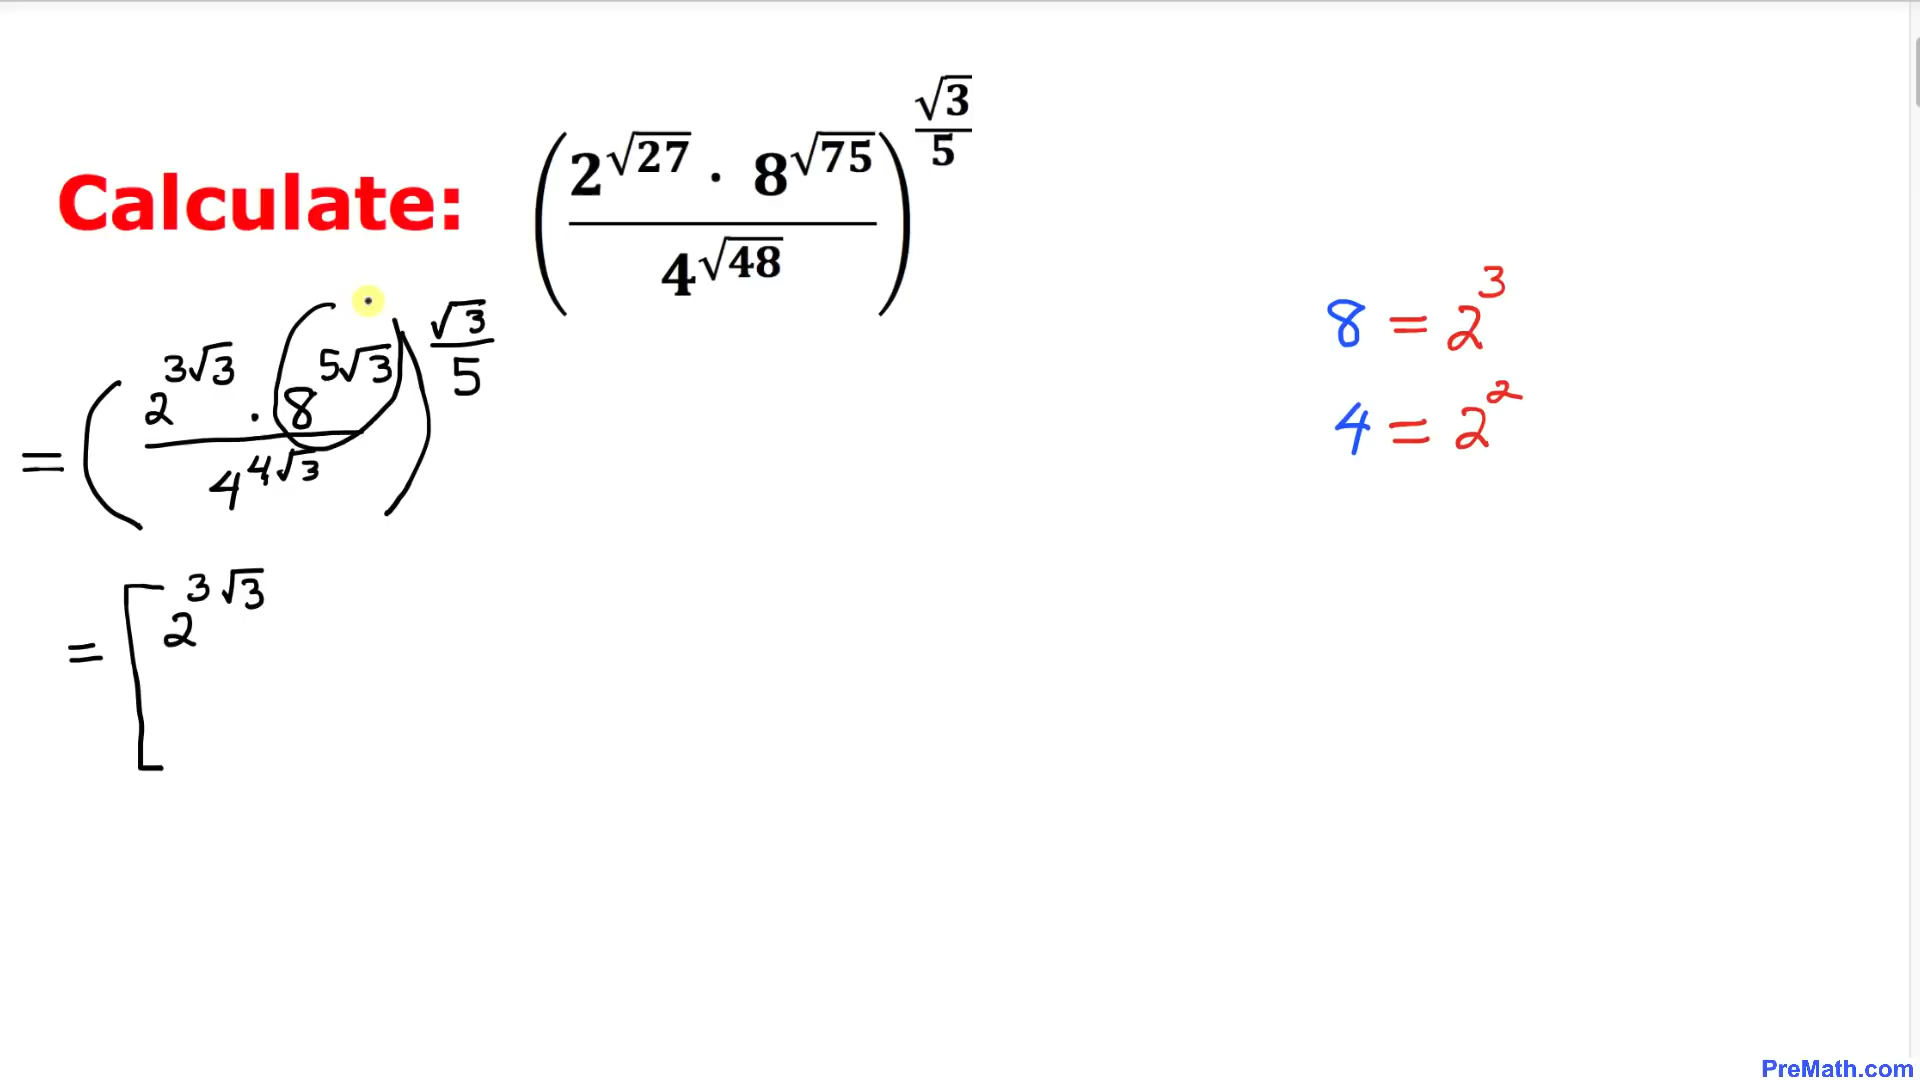 Calculate: (2^√27 · 8^√75 / 4^√48)^(√3/5)
8 = 2^3
4 = 2^2
= (2^(3√3) · 8^(5√3) / 4^(4√3))^(√3/5)
= [2^(3√3)
PreMath.com